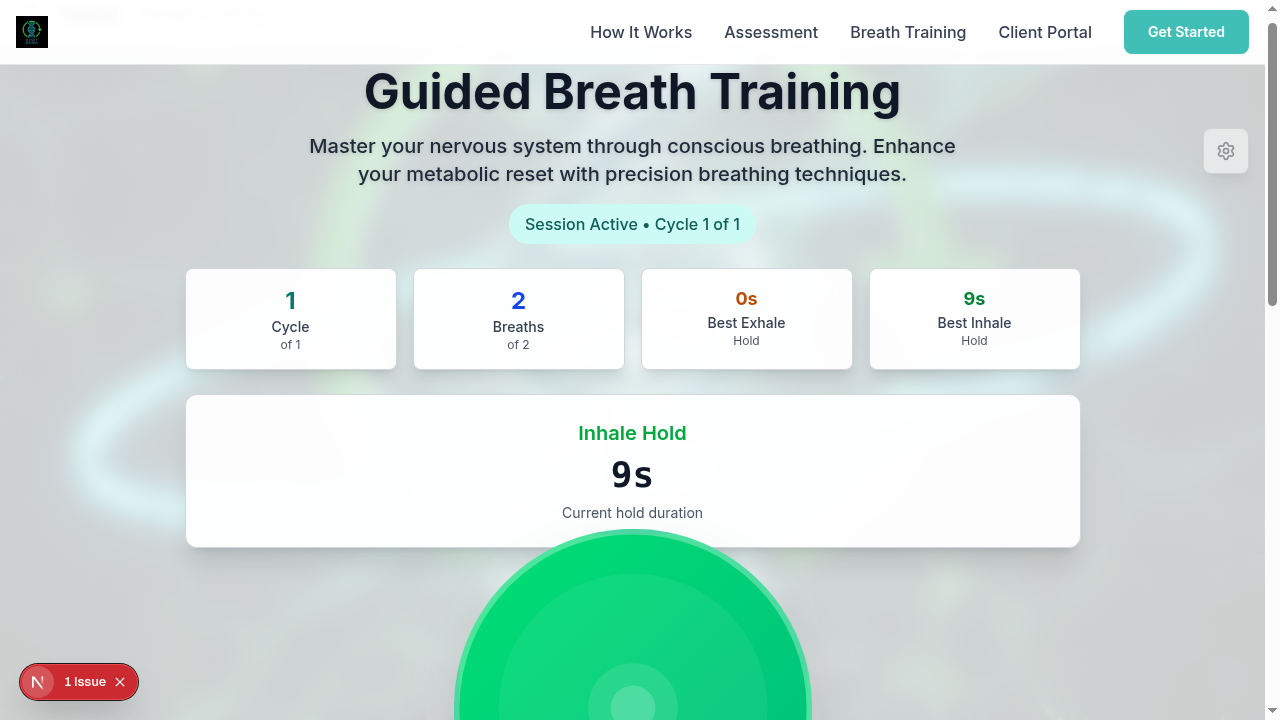 How It Works
Assessment
Breath Training
Client Portal
Get Started
Guided Breath Training
Master your nervous system through conscious breathing. Enhance
your metabolic reset with precision breathing techniques.
Session Active • Cycle 1 of 1
1
Cycle
of 1
2
Breaths
of 2
0s
Best Exhale
Hold
9s
Best Inhale
Hold
Inhale Hold
9s
Current hold duration
N
1 Issue